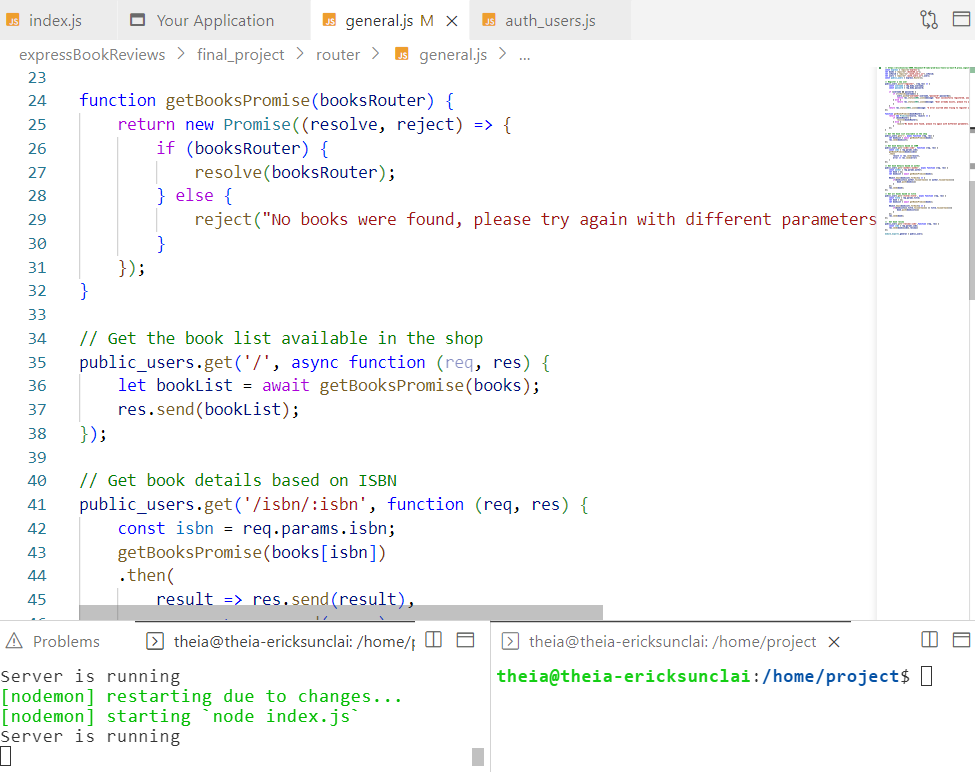 JS index.js Your Application JS general.js M JS auth_users.js
expressBookReviews > final_project > router > JS general.js > ...
23
24 function getBooksPromise(booksRouter) {
25 return new Promise((resolve, reject) => {
26 if (booksRouter) {
27 resolve(booksRouter);
28 } else {
29 reject("No books were found, please try again with different parameters
30 }
31 });
32 }
33
34 // Get the book list available in the shop
35 public_users.get('/', async function (req, res) {
36 let bookList = await getBooksPromise(books);
37 res.send(bookList);
38 });
39
40 // Get book details based on ISBN
41 public_users.get('/isbn/:isbn', function (req, res) {
42 const isbn = req.params.isbn;
43 getBooksPromise(books[isbn])
44 .then(
45 result => res.send(result),
Problems
theia@theia-ericksunclai: /home/p
Server is running
[nodemon] restarting due to changes...
[nodemon] starting `node index.js`
Server is running
theia@theia-ericksunclai: /home/project
theia@theia-ericksunclai:/home/project$